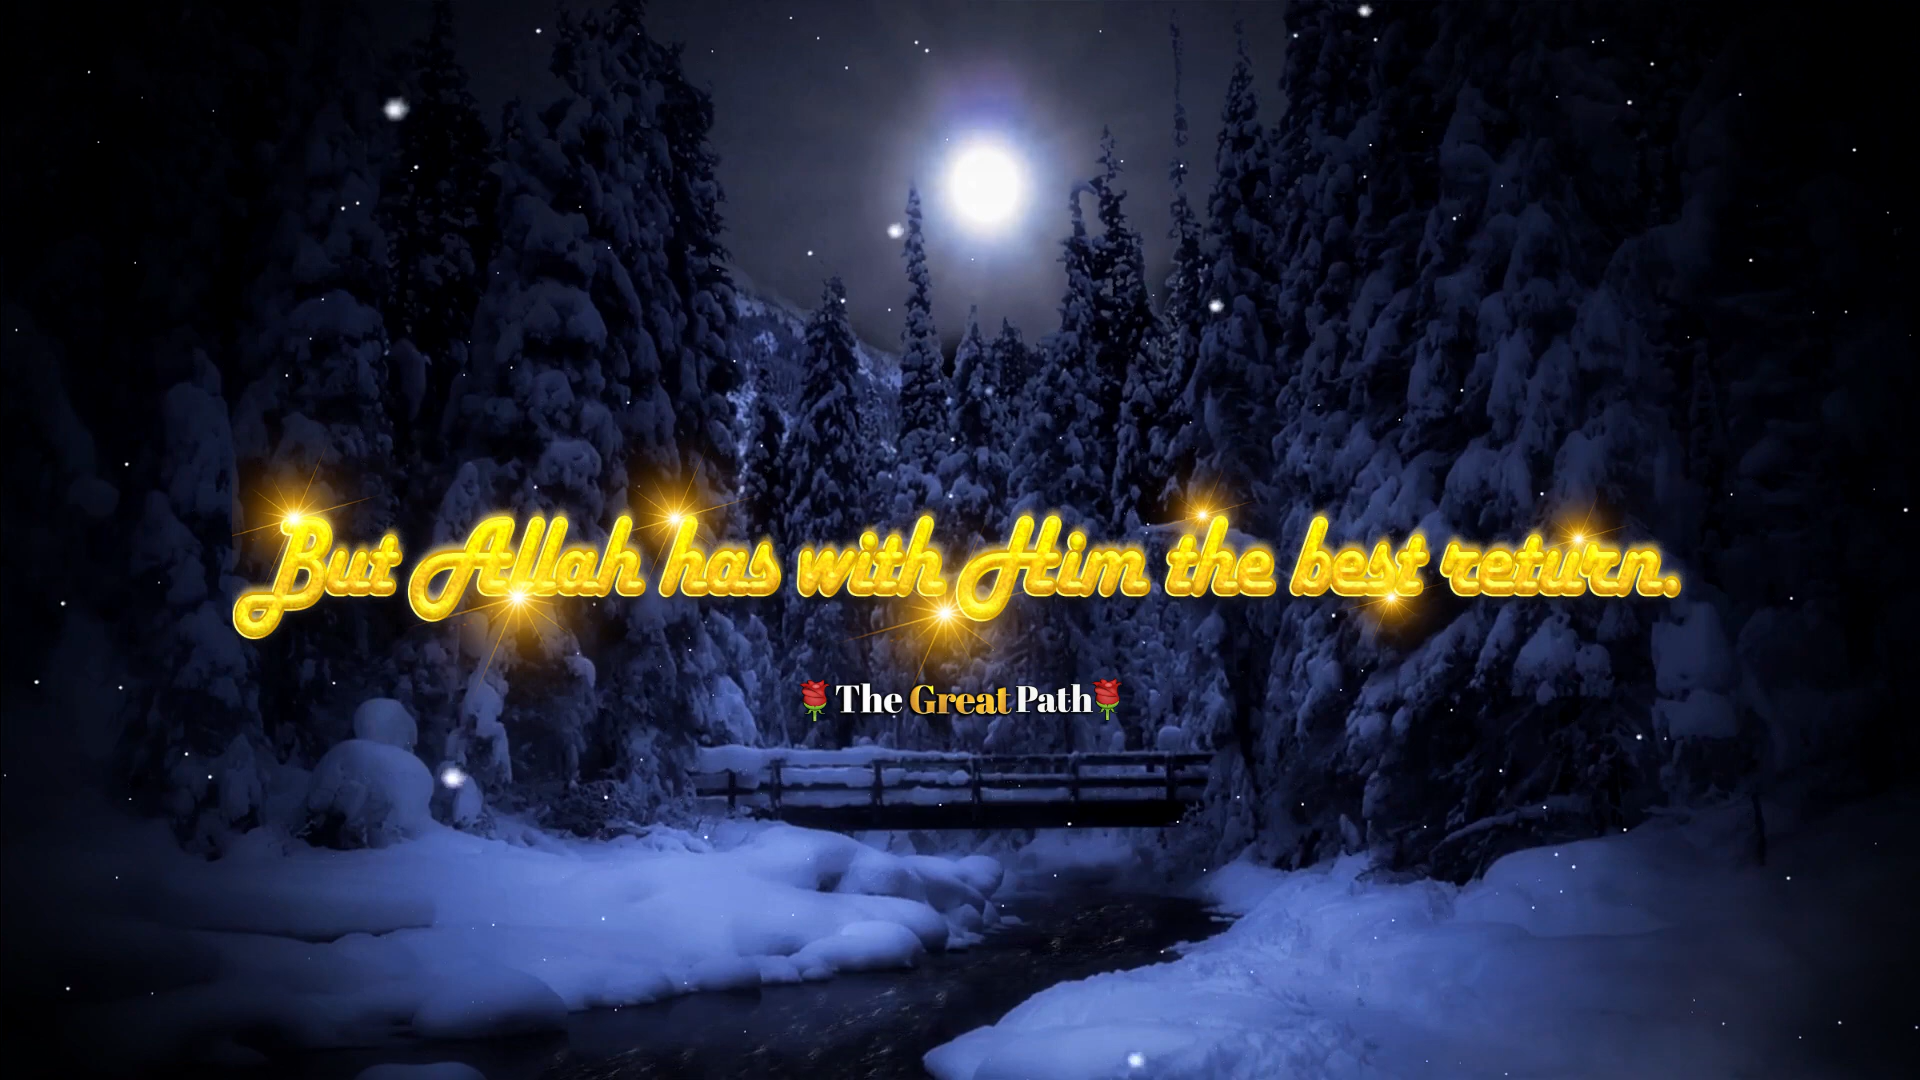 But Allah has with Him the best return.
🌹The Great Path🌹